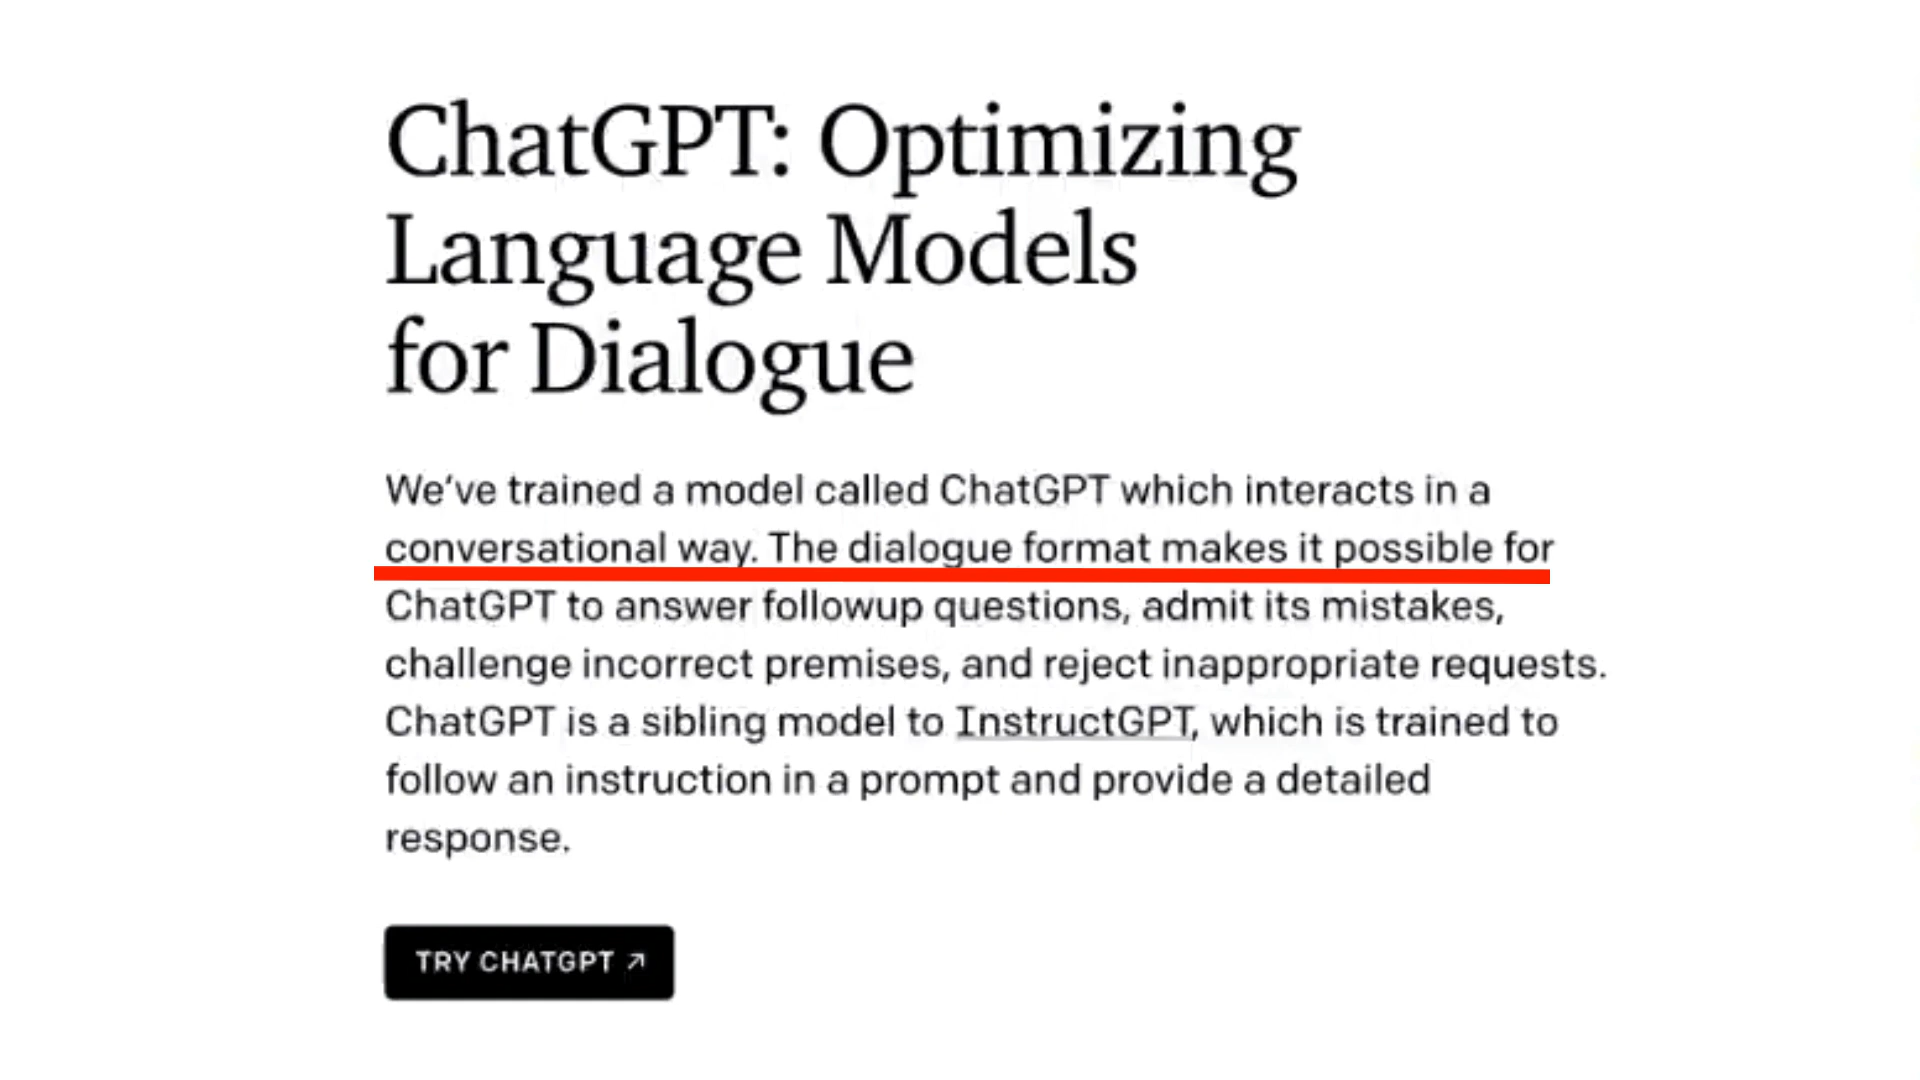 ChatGPT: Optimizing
Language Models
for Dialogue
We’ve trained a model called ChatGPT which interacts in a
conversational way. The dialogue format makes it possible for
ChatGPT to answer followup questions, admit its mistakes,
challenge incorrect premises, and reject inappropriate requests.
ChatGPT is a sibling model to InstructGPT, which is trained to
follow an instruction in a prompt and provide a detailed
response.
TRY CHATGPT ↗